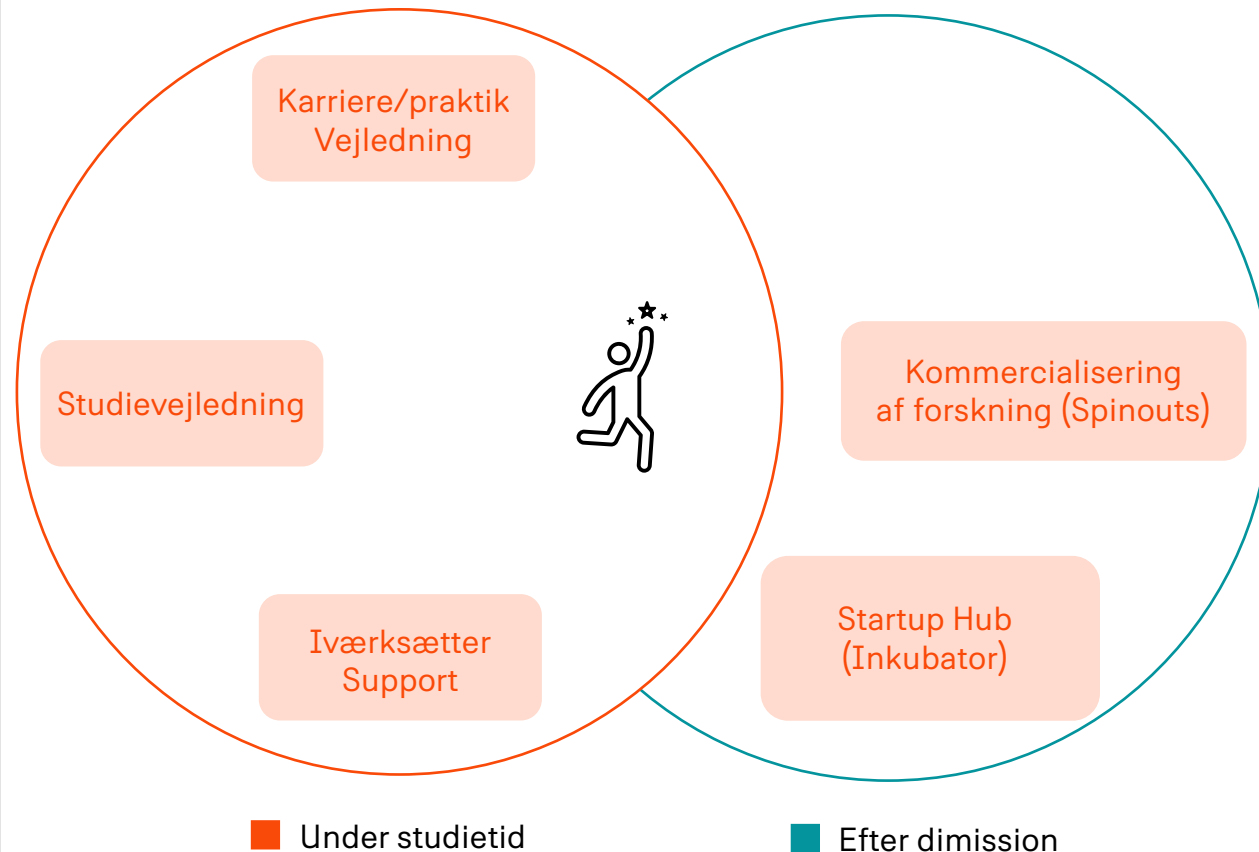 Karriere/praktik
Vejledning
Studievejledning
Kommercialisering
af forskning (Spinouts)
Iværksætter
Support
Startup Hub
(Inkubator)
Under studietid
Efter dimission